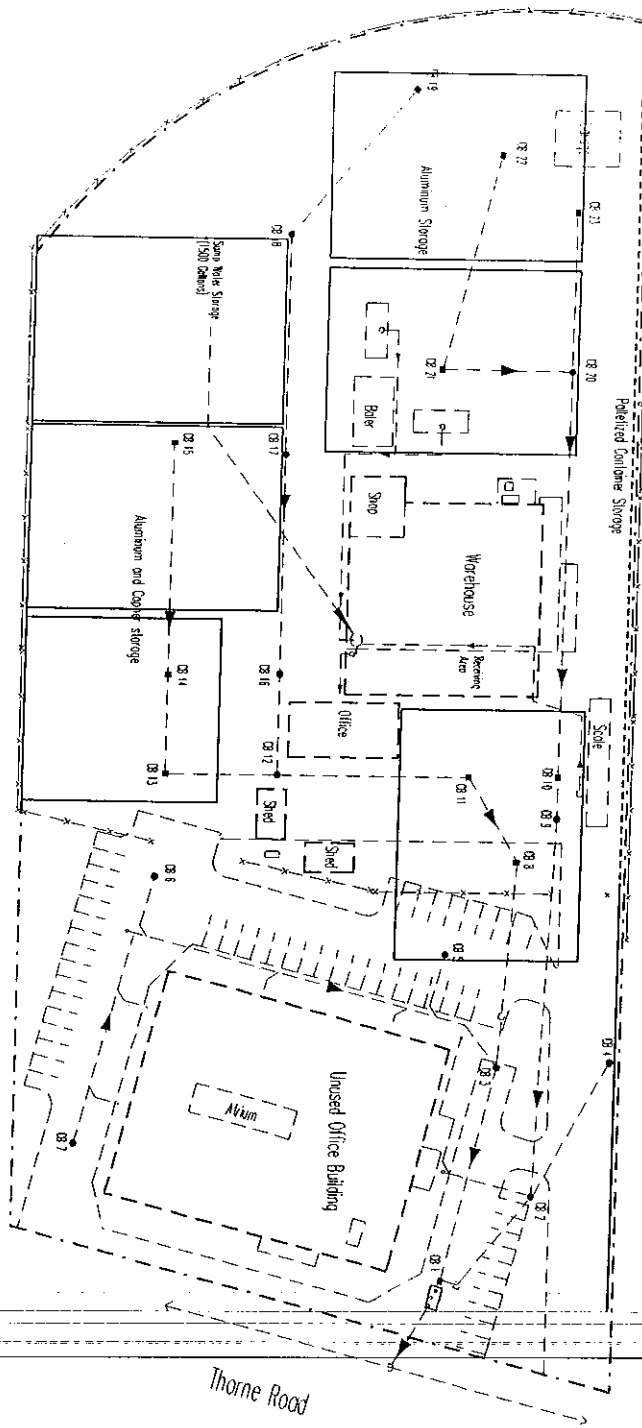 CB 19
CB 22
CB 23
Aluminum Storage
CB 18
Sump Water Storage
(1500 Gallons)
CB 21
CB 20
Baler
Palletized Container Storage
CB 15
CB 17
Shop
Warehouse
Aluminum and Copper storage
Receiving
Area
CB 14
CB 16
Office
Scale
CB 13
CB 12
CB 11
CB 10
CB 9
Shed
Shed
CB 8
CB 6
CB 5
CB 4
CB 3
Unused Office Building
Atrium
CB 7
CB 2
CB 1
Thorne Road